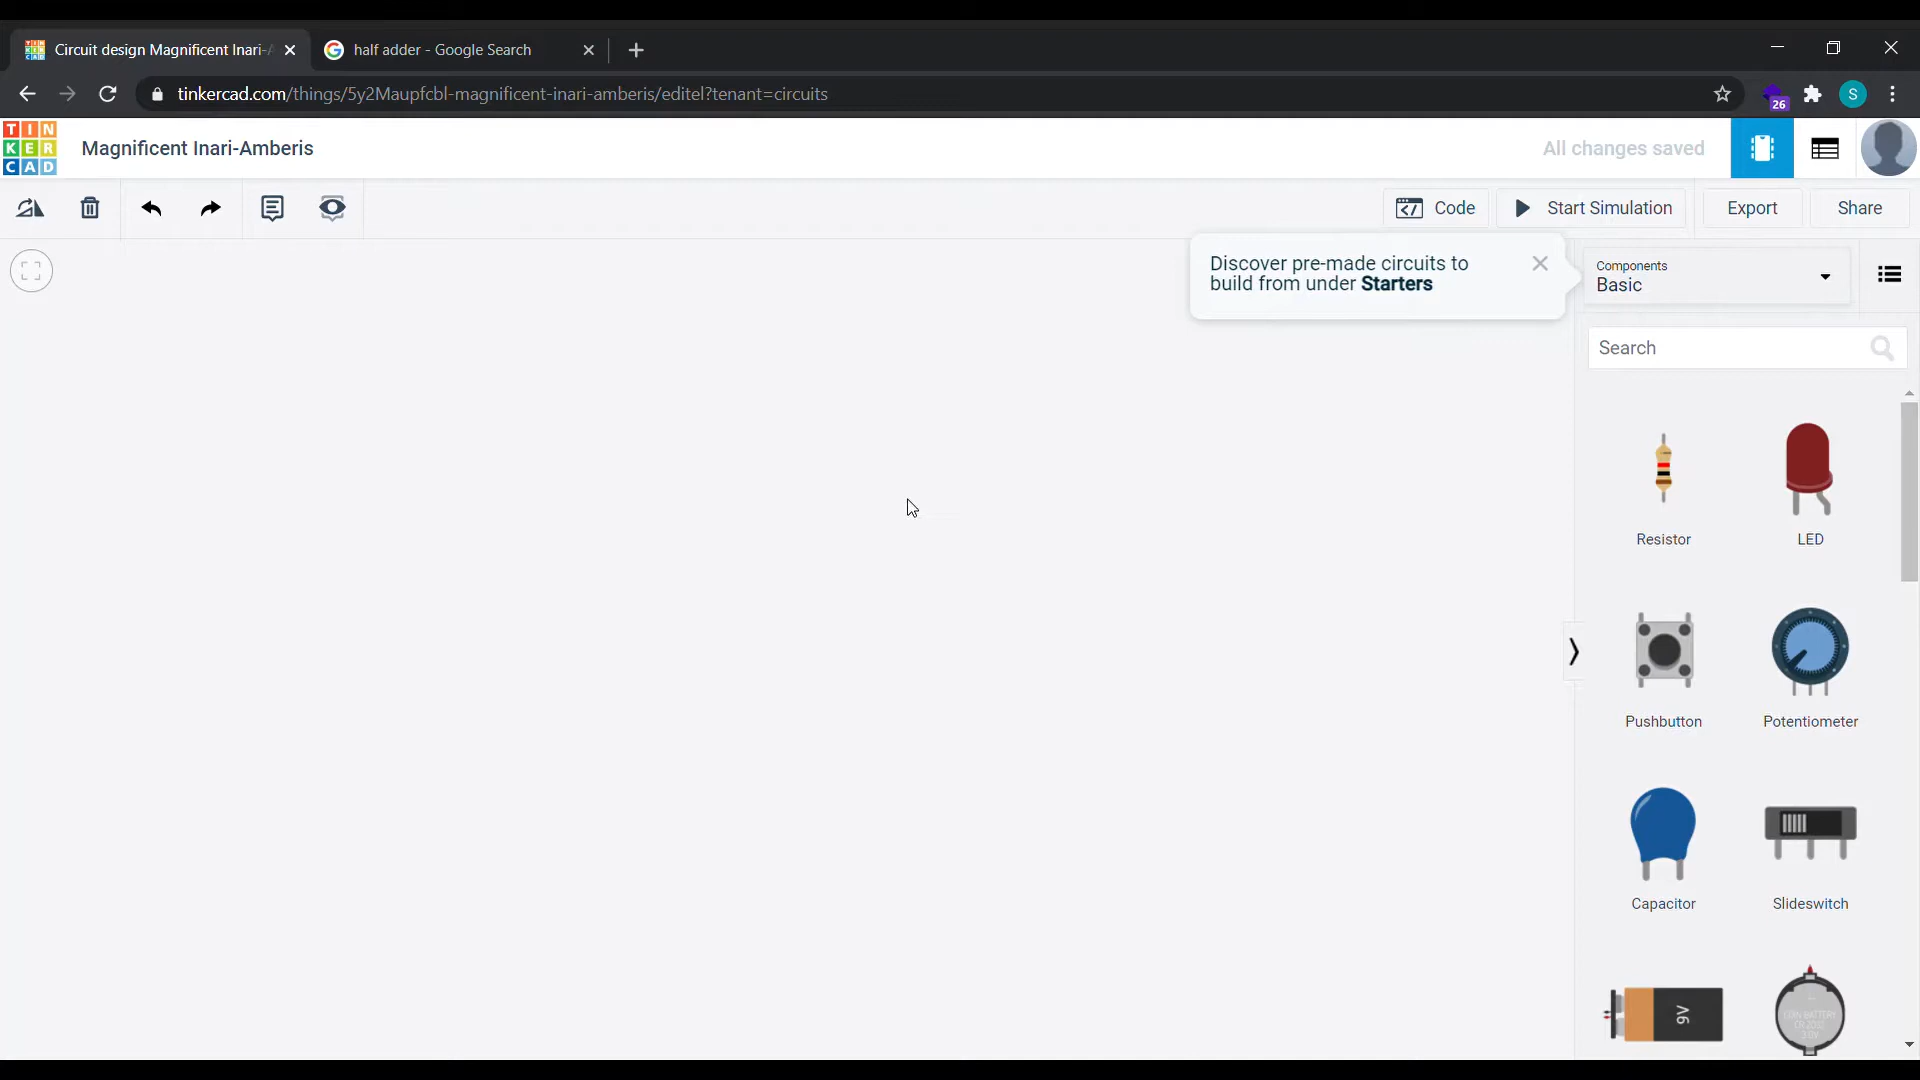 Circuit design Magnificent Inari-A
half adder - Google Search
tinkercad.com/things/5y2Maupfcbl-magnificent-inari-amberis/editel?tenant=circuits
26
S
TIN
KER
CAD
Magnificent Inari-Amberis
All changes saved
Code
Start Simulation
Export
Share
Discover pre-made circuits to
build from under Starters
Components
Basic
Search
Resistor
LED
Pushbutton
Potentiometer
Capacitor
Slideswitch
9V